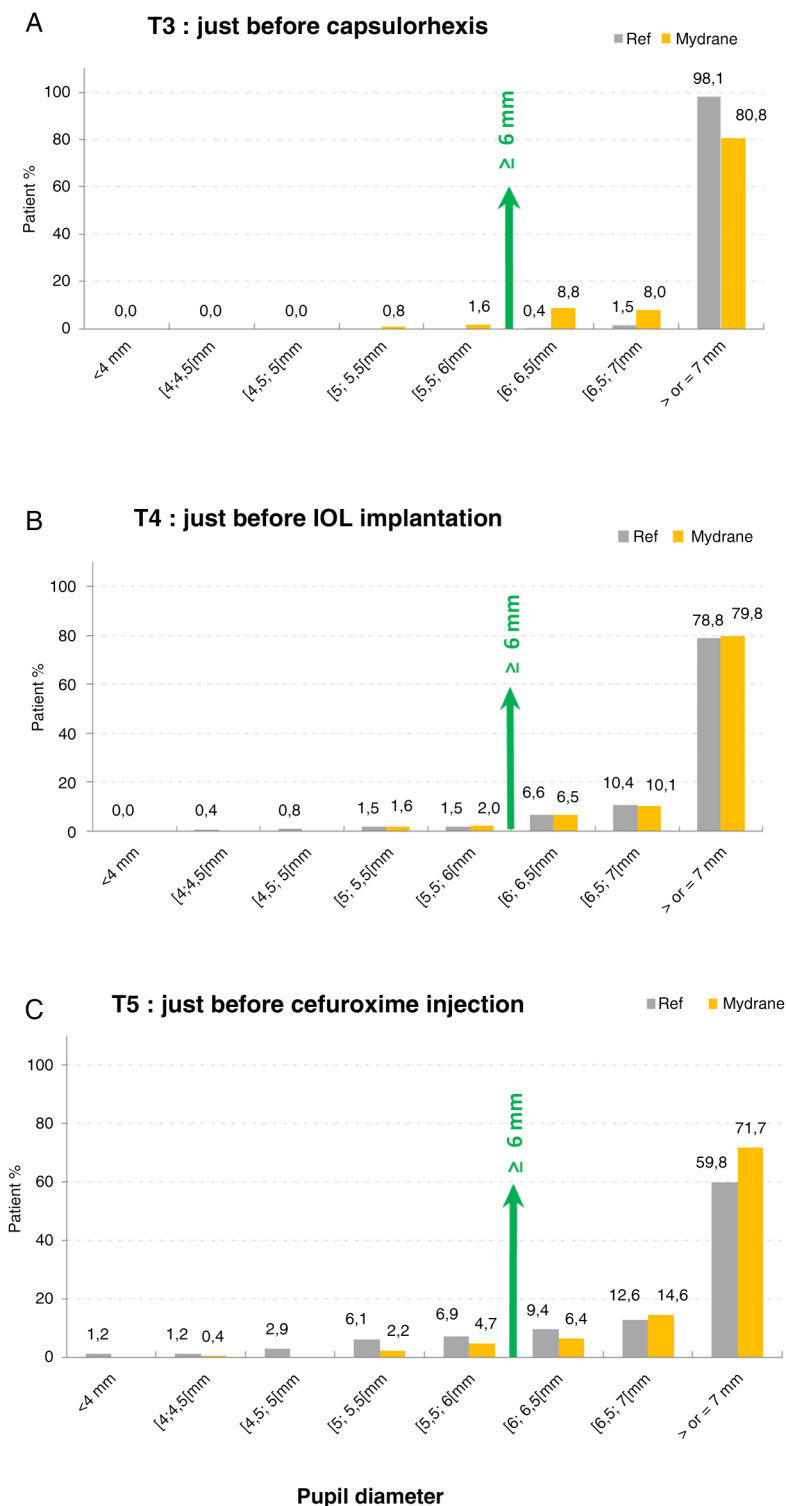 A
T3 : just before capsulorhexis
Ref Mydrane
Patient %
100
80
60
40
20
0
≥ 6 mm
0,0 0,0 0,0 0,8 1,6 0,4 8,8 1,5 8,0 98,1 80,8
<4 mm [4;4,5[mm [4,5; 5[mm [5; 5,5[mm [5,5; 6[mm [6; 6,5[mm [6,5; 7[mm > or = 7 mm
B
T4 : just before IOL implantation
Ref Mydrane
Patient %
100
80
60
40
20
0
≥ 6 mm
0,0 0,4 0,8 1,5 1,6 1,5 2,0 6,6 6,5 10,4 10,1 78,8 79,8
<4 mm [4;4,5[mm [4,5; 5[mm [5; 5,5[mm [5,5; 6[mm [6; 6,5[mm [6,5; 7[mm > or = 7 mm
C
T5 : just before cefuroxime injection
Ref Mydrane
Patient %
100
80
60
40
20
0
≥ 6 mm
1,2 1,2 0,4 2,9 6,1 2,2 6,9 4,7 9,4 6,4 12,6 14,6 59,8 71,7
<4 mm [4;4,5[mm [4,5; 5[mm [5; 5,5[mm [5,5; 6[mm [6; 6,5[mm [6,5; 7[mm > or = 7 mm
Pupil diameter